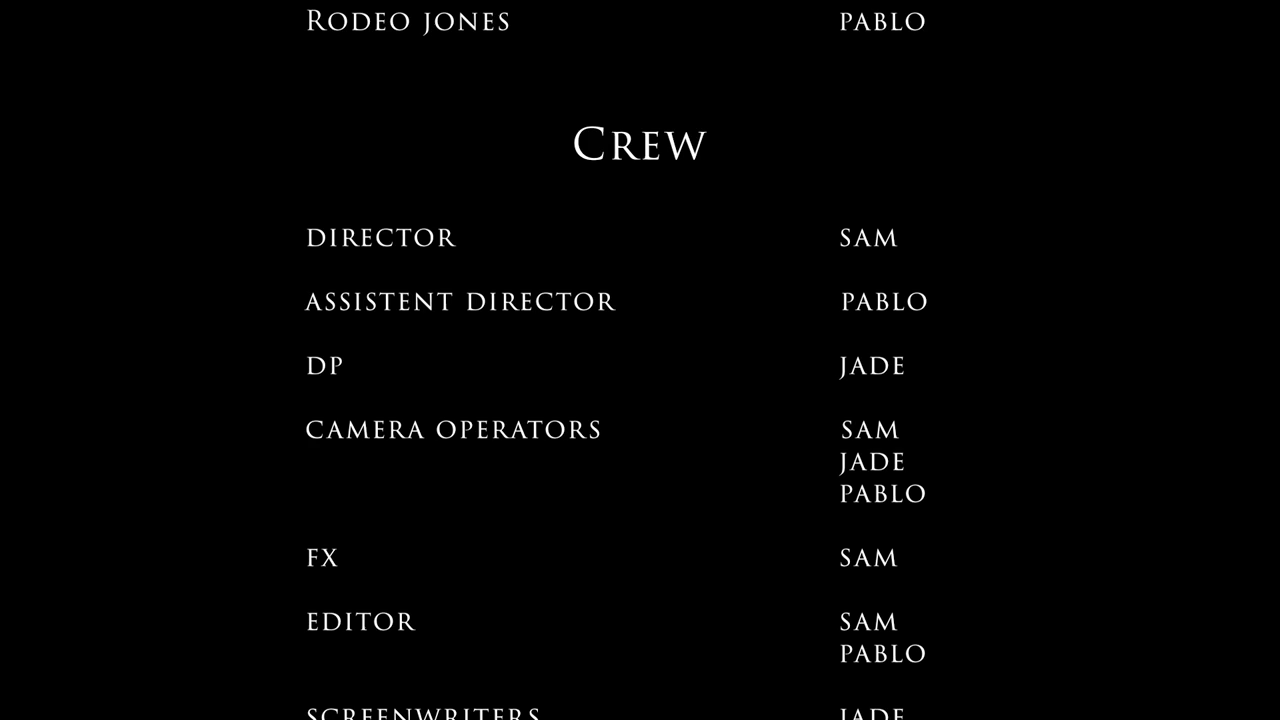 Rodeo Jones PABLO
Crew
DIRECTOR SAM
ASSISTENT DIRECTOR PABLO
DP JADE
CAMERA OPERATORS SAM
JADE
PABLO
FX SAM
EDITOR SAM
PABLO
SCREENWRITERS JADE